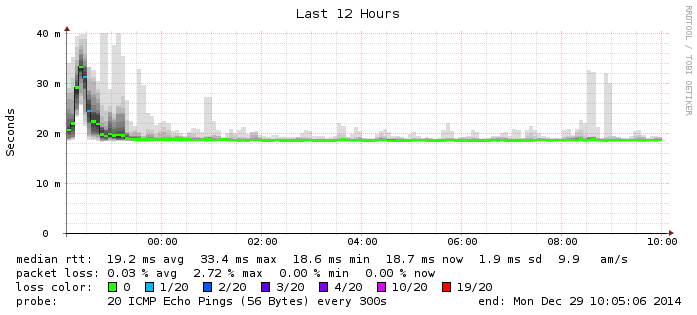 Last 12 Hours
RRDTOOL / TOBI OETIKER
Seconds
40 m
30 m
20 m
10 m
0
00:00 02:00 04:00 06:00 08:00 10:00
median rtt: 19.2 ms avg 33.4 ms max 18.6 ms min 18.7 ms now 1.9 ms sd 9.9 am/s
packet loss: 0.03 % avg 2.72 % max 0.00 % min 0.00 % now
loss color: 0 1/20 2/20 3/20 4/20 10/20 19/20
probe: 20 ICMP Echo Pings (56 Bytes) every 300s end: Mon Dec 29 10:05:06 2014